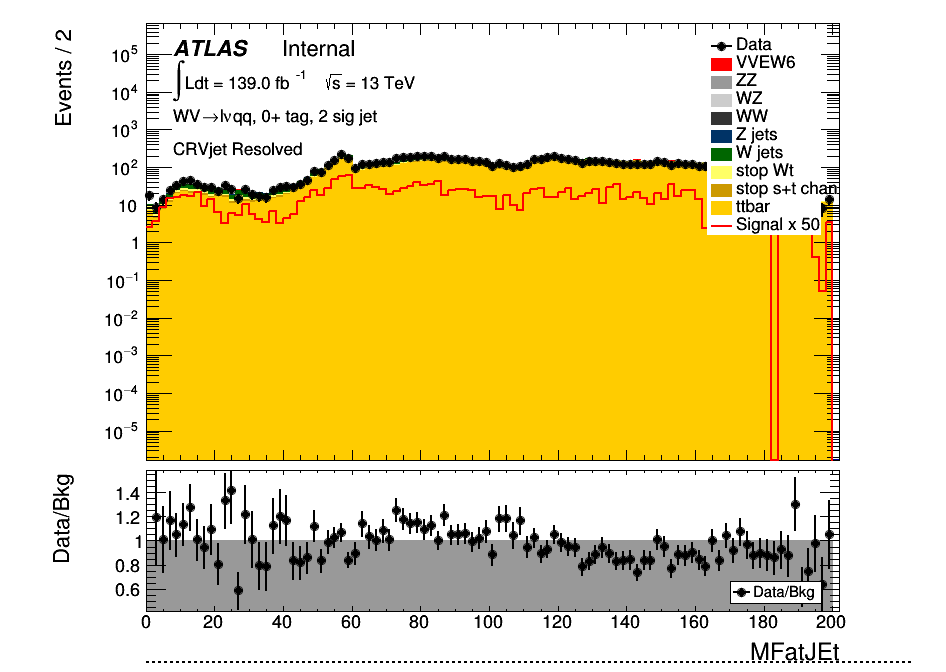 Events / 2
10⁵
10⁴
10³
10²
10
1
10⁻¹
10⁻²
10⁻³
10⁻⁴
10⁻⁵
ATLAS Internal
∫Ldt = 139.0 fb⁻¹ √s = 13 TeV
WV→lνqq, 0+ tag, 2 sig jet
CRVjet Resolved
Data
VVEW6
ZZ
WZ
WW
Z jets
W jets
stop Wt
stop s+t chan
ttbar
Signal x 50
Data/Bkg
1.4
1.2
1
0.8
0.6
Data/Bkg
0 20 40 60 80 100 120 140 160 180 200
MFatJEt